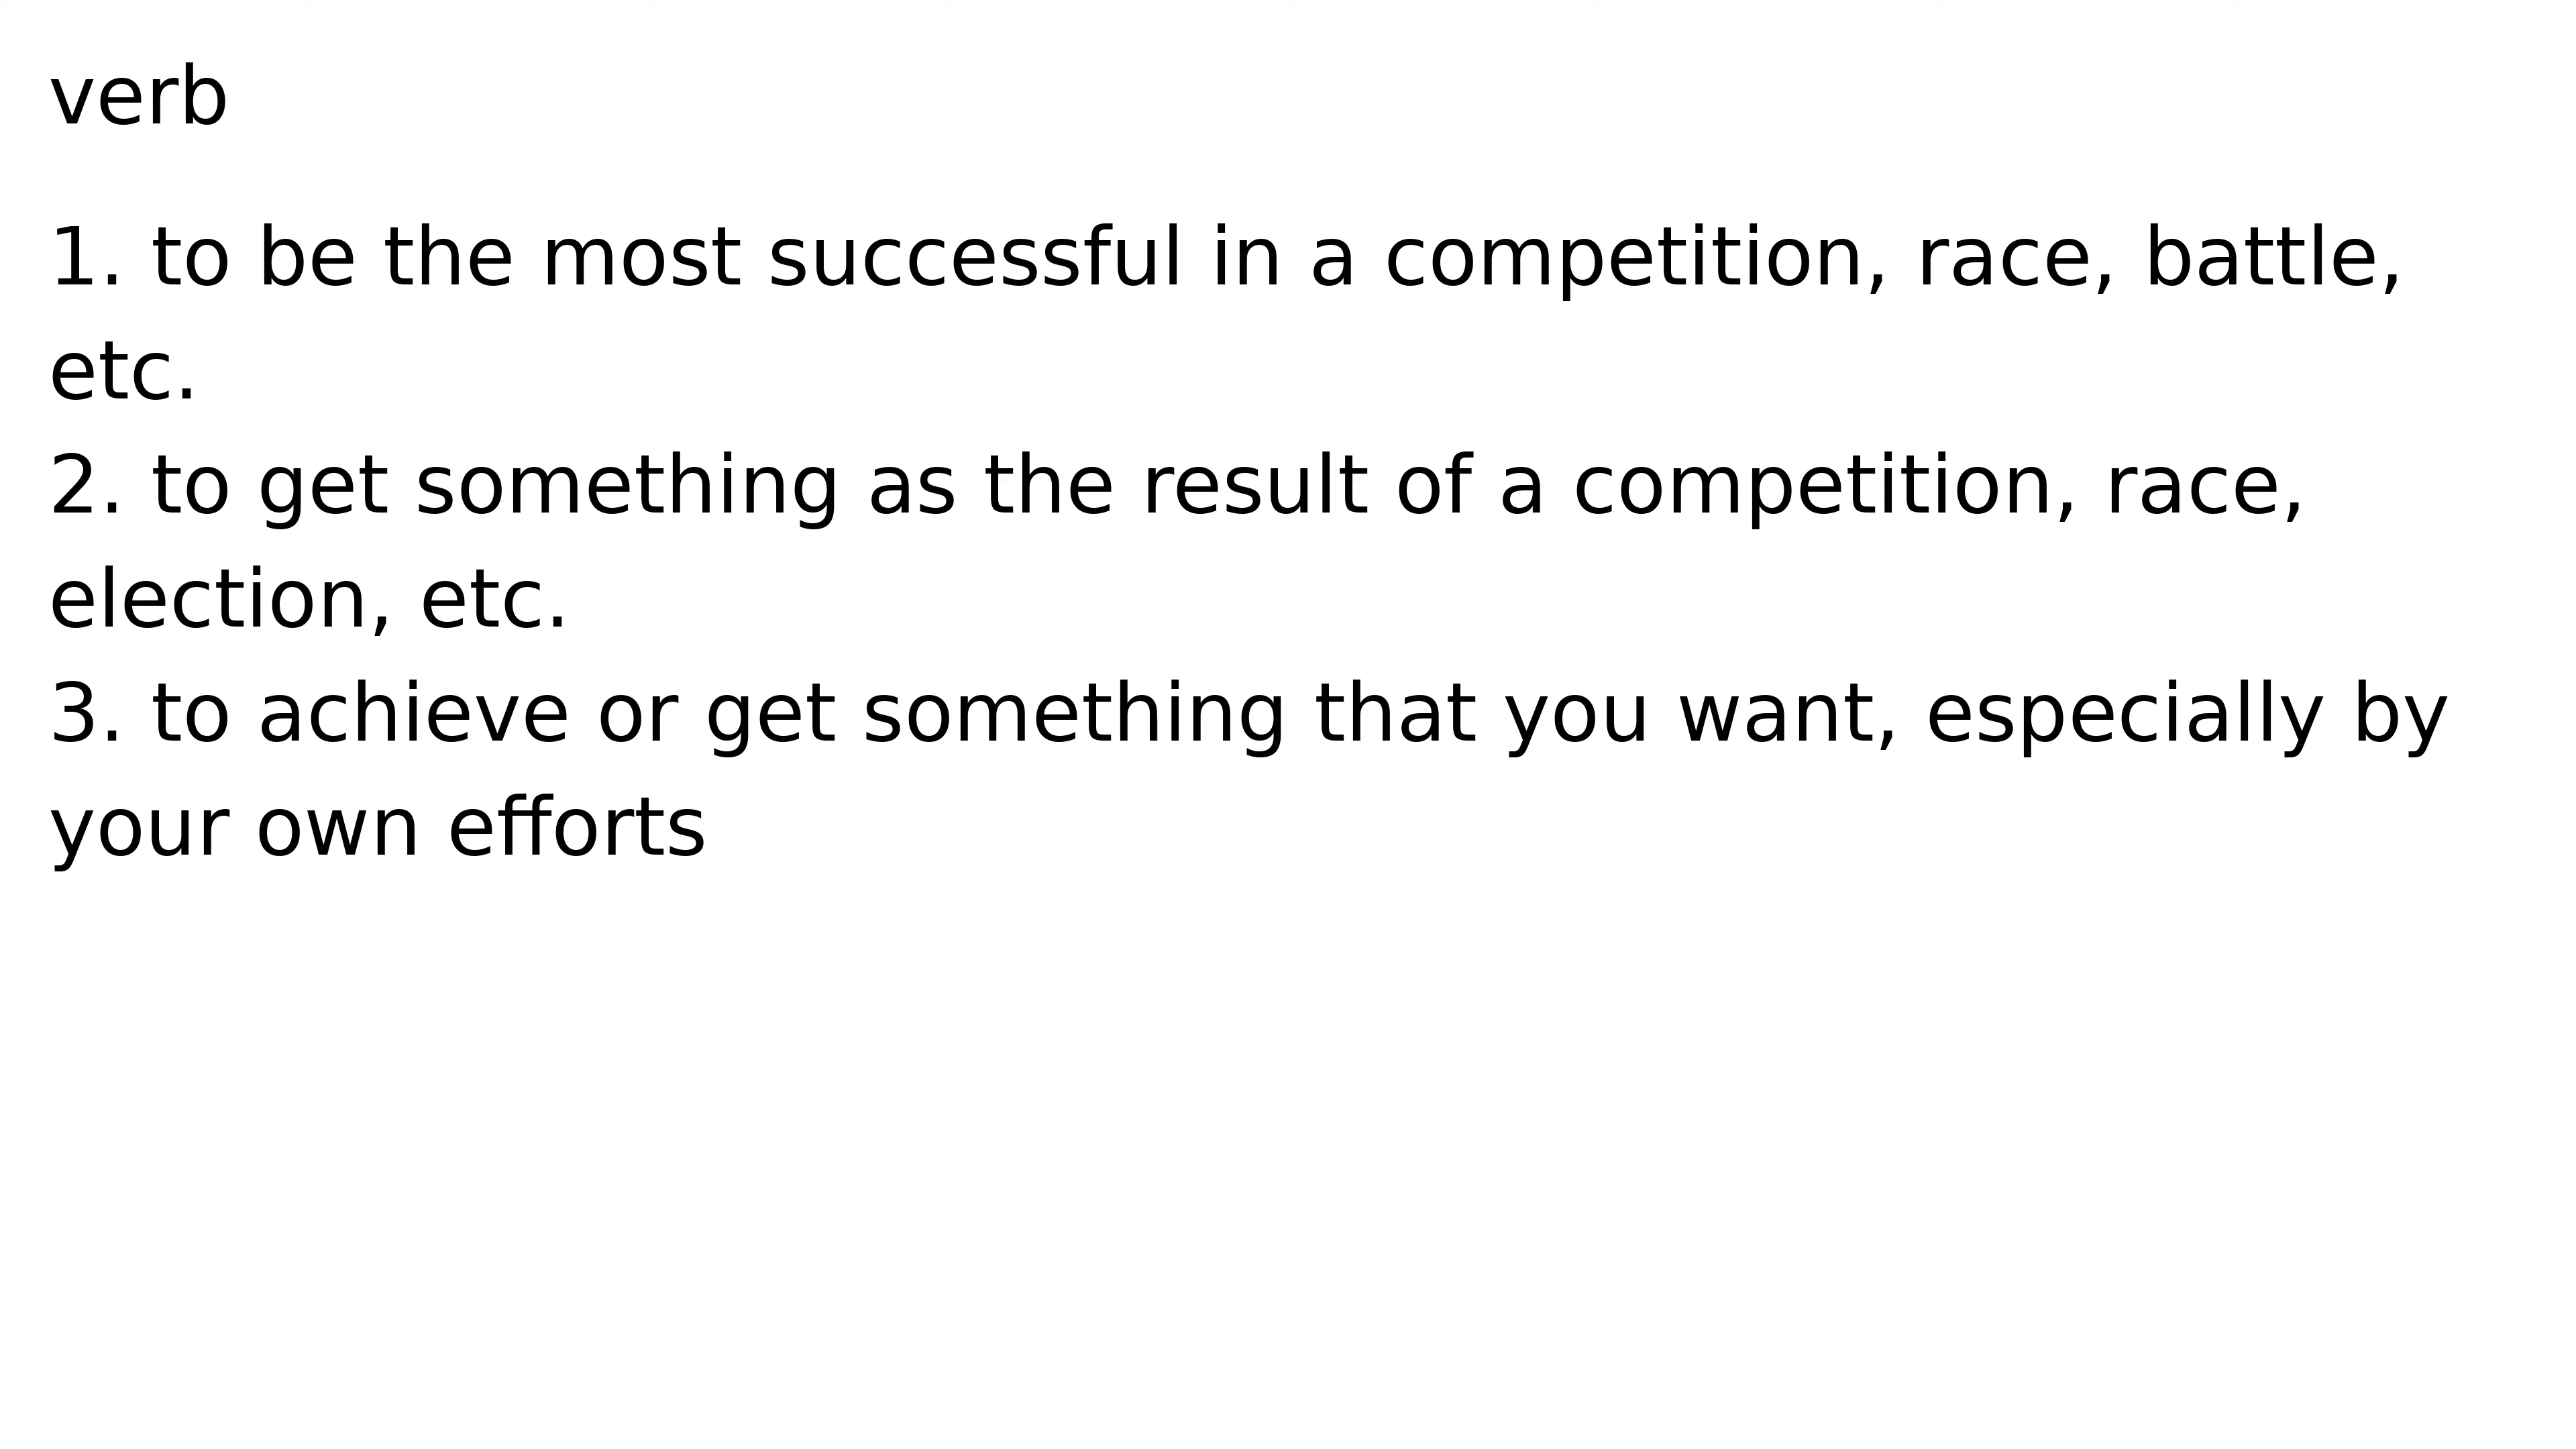 verb
1. to be the most successful in a competition, race, battle,
etc.
2. to get something as the result of a competition, race,
election, etc.
3. to achieve or get something that you want, especially by
your own efforts